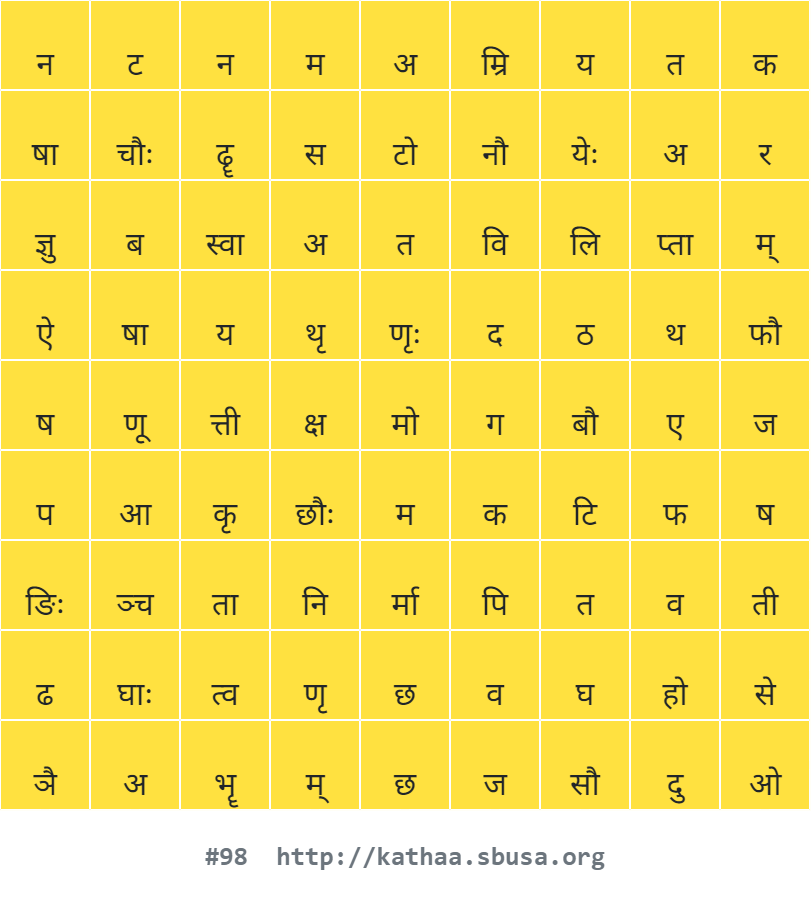 न ट न म अ म्रि य त क
षा चौः ढॄ स टो नौ येः अ र
ज्ञु ब स्वा अ त वि लि प्ता म्
ऐ षा य थृ णृः द ठ थ फौ
ष णू त्ती क्ष मो ग बौ ए ज
प आ कृ छौः म क टि फ ष
ङिः ञ्च ता नि र्मा पि त व ती
ढ घाः त्व णृ छ व घ हो से
ञै अ भॄ म् छ ज सौ दु ओ
#98 http://kathaa.sbusa.org